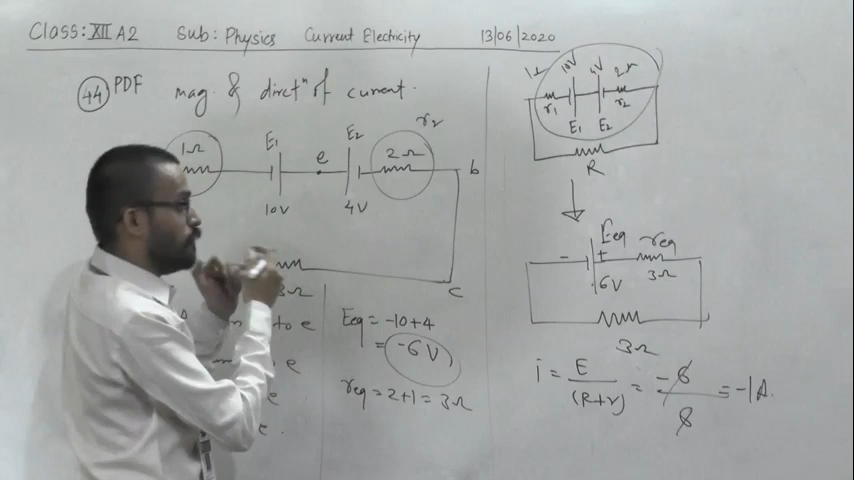 CLASS: XII A2 Sub: Physics Current Electricity 13/06/2020
44 PDF mag. & dirctⁿ of current.
1Ω E1 e E2 2Ω r2 b
10V 4V
3Ω c
to e
e
e
e.
Eeq = -10+4
= -6V
req = 2+1 = 3Ω
1Ω 10V 4V 2Ω
r1 E1 E2 r2
R
Eeq req
- +
6V 3Ω
3Ω
i = E/(R+r) = -6/6 = -1A.